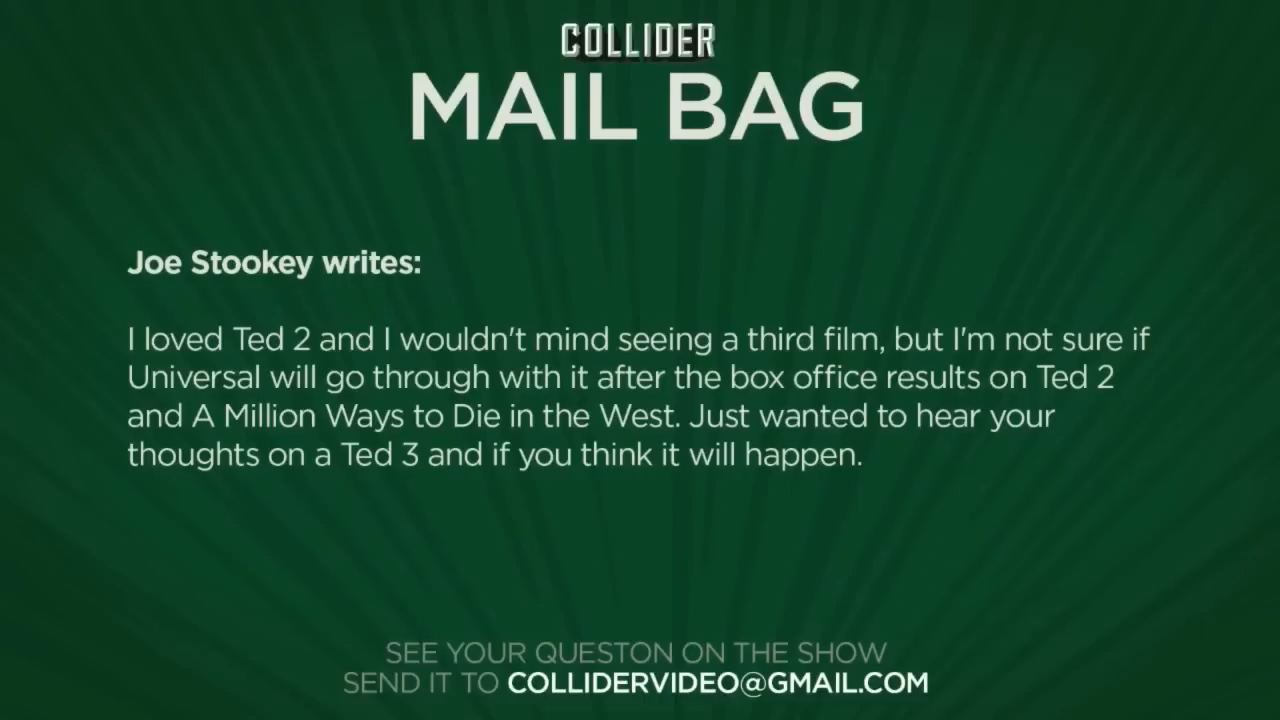 COLLIDER
MAIL BAG
Joe Stookey writes:
I loved Ted 2 and I wouldn't mind seeing a third film, but I'm not sure if
Universal will go through with it after the box office results on Ted 2
and A Million Ways to Die in the West. Just wanted to hear your
thoughts on a Ted 3 and if you think it will happen.
SEE YOUR QUESTON ON THE SHOW
SEND IT TO COLLIDERVIDEO@GMAIL.COM